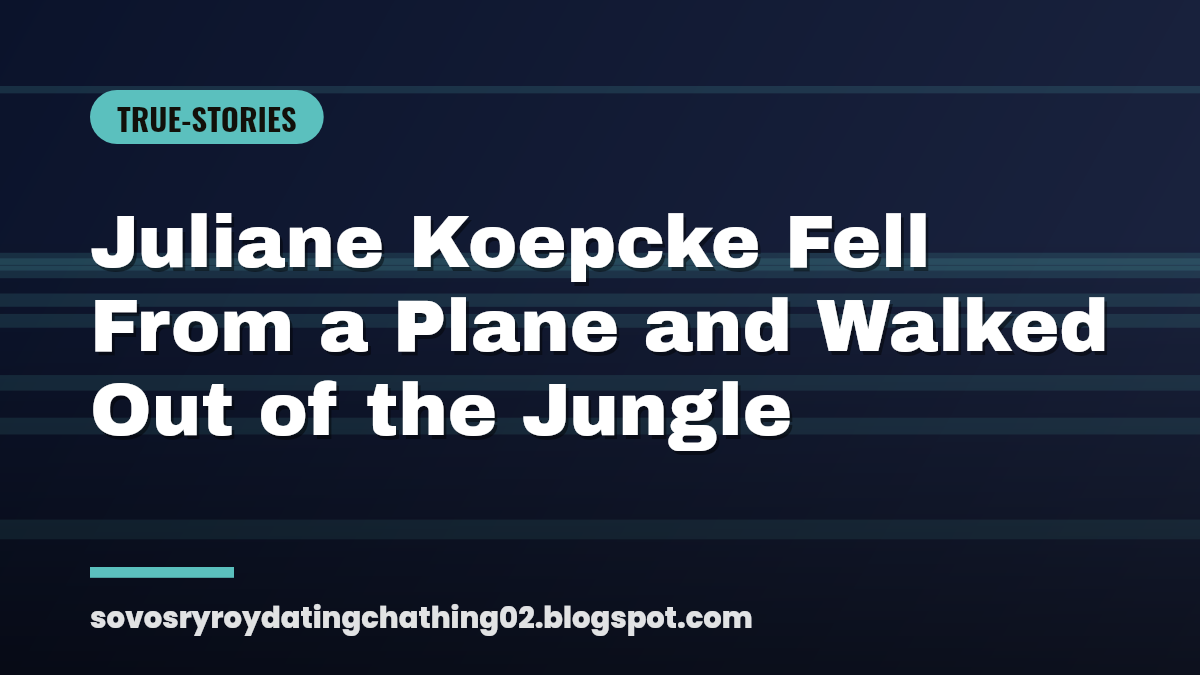 TRUE-STORIES
Juliane Koepcke Fell
From a Plane and Walked
Out of the Jungle
sovosryroydatingchathing02.blogspot.com